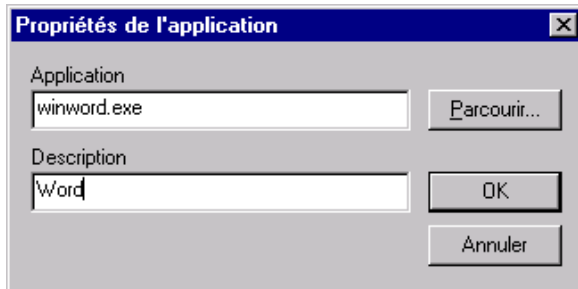 Propriétés de l'application
Application
winword.exe
Parcourir...
Description
Word
OK
Annuler